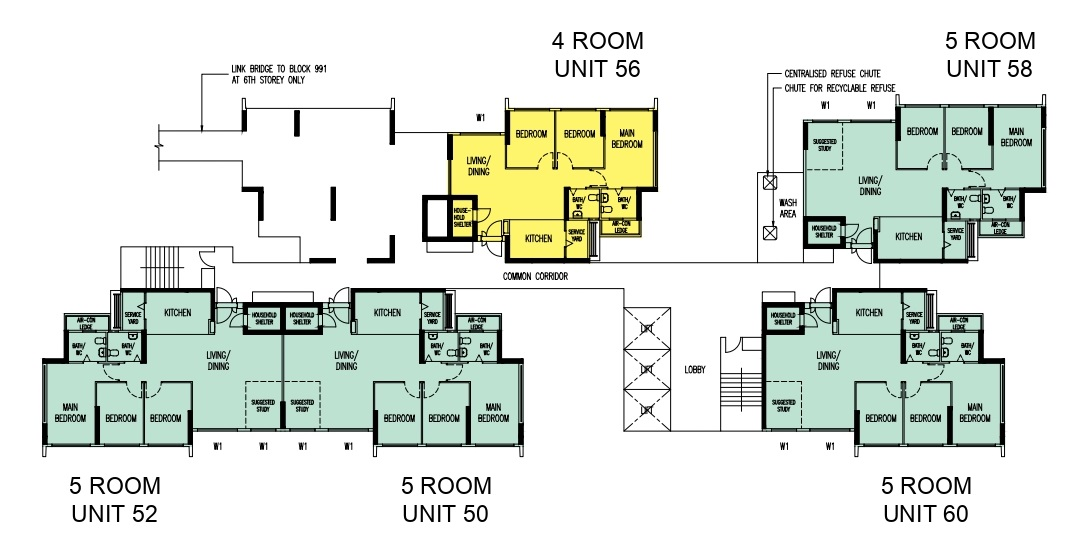 4 ROOM
UNIT 56
5 ROOM
UNIT 58
LINK BRIDGE TO BLOCK 991
AT 6TH STOREY ONLY
CENTRALISED REFUSE CHUTE
CHUTE FOR RECYCLABLE REFUSE
W1
W1
W1
BEDROOM
BEDROOM
MAIN
BEDROOM
LIVING/
DINING
BATH/
WC
BATH/
WC
HOUSE-
HOLD
SHELTER
KITCHEN
SERVICE
YARD
AIR-CON
LEDGE
SUGGESTED
STUDY
BEDROOM
BEDROOM
MAIN
BEDROOM
LIVING/
DINING
WASH
AREA
BATH/
WC
BATH/
WC
HOUSEHOLD
SHELTER
KITCHEN
SERVICE
YARD
AIR-CON
LEDGE
COMMON CORRIDOR
AIR-CON
LEDGE
SERVICE
YARD
KITCHEN
HOUSEHOLD
SHELTER
BATH/
WC
BATH/
WC
LIVING/
DINING
MAIN
BEDROOM
BEDROOM
BEDROOM
SUGGESTED
STUDY
W1
W1
HOUSEHOLD
SHELTER
KITCHEN
SERVICE
YARD
AIR-CON
LEDGE
LIVING/
DINING
BATH/
WC
BATH/
WC
SUGGESTED
STUDY
BEDROOM
BEDROOM
MAIN
BEDROOM
W1
W1
LIFT
LIFT
LIFT
LOBBY
HOUSEHOLD
SHELTER
KITCHEN
SERVICE
YARD
AIR-CON
LEDGE
LIVING/
DINING
BATH/
WC
BATH/
WC
SUGGESTED
STUDY
BEDROOM
BEDROOM
MAIN
BEDROOM
W1
W1
5 ROOM
UNIT 52
5 ROOM
UNIT 50
5 ROOM
UNIT 60